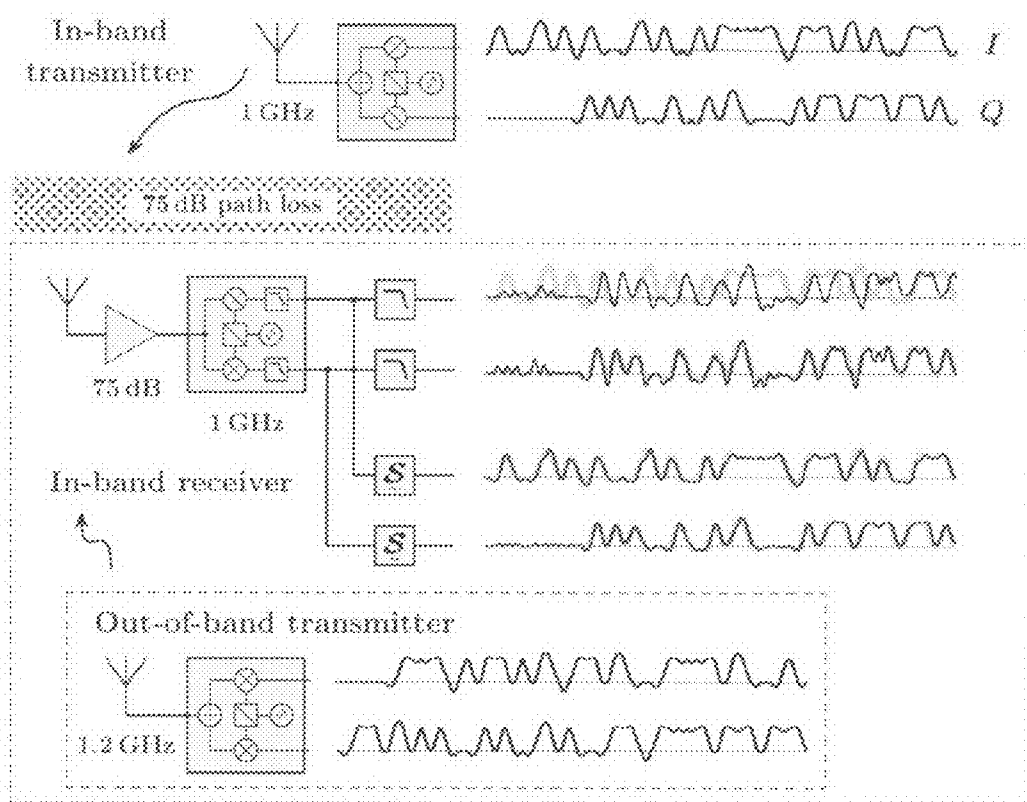 In-band
transmitter
1 GHz
I
Q
75 dB path loss
75 dB
1 GHz
In-band receiver
S
S
Out-of-band transmitter
1.2 GHz